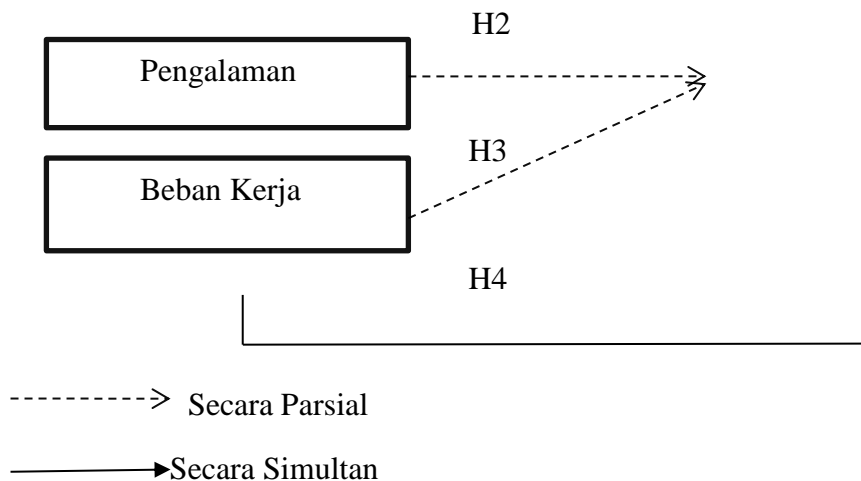 H2
Pengalaman
H3
Beban Kerja
H4
Secara Parsial
Secara Simultan